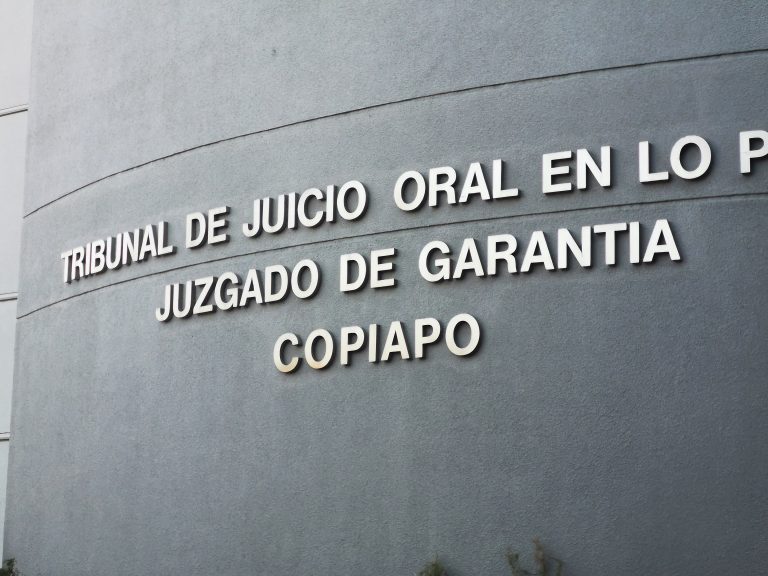 TRIBUNAL DE JUICIO ORAL EN LO P
JUZGADO DE GARANTIA
COPIAPO